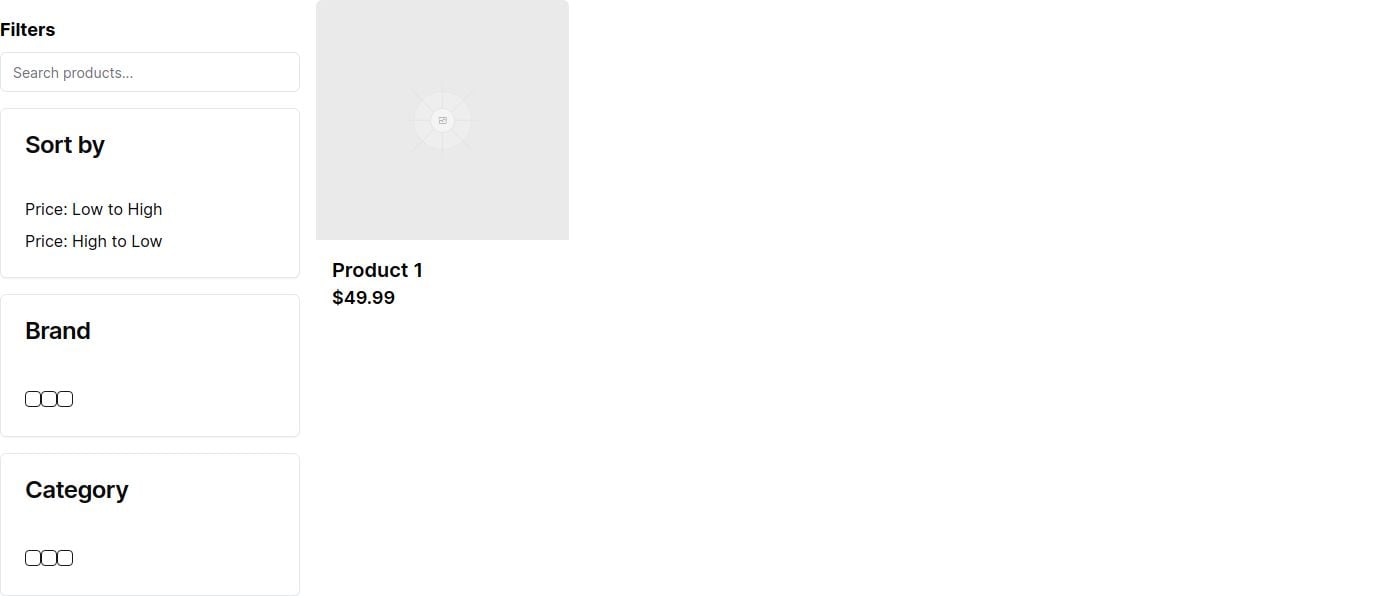 Filters
Search products...
Sort by
Price: Low to High
Price: High to Low
Brand
Category
Product 1
$49.99